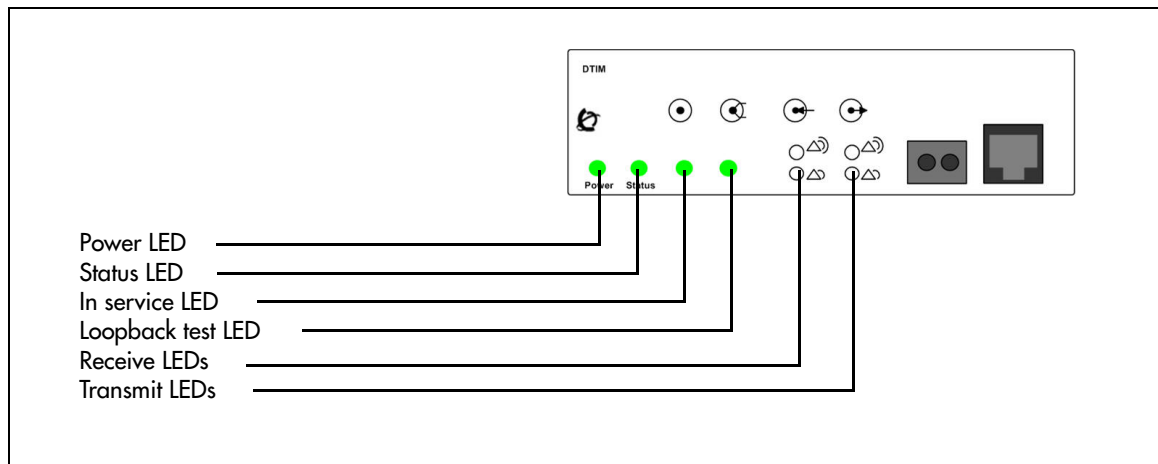 DTIM
Power Status
Power LED
Status LED
In service LED
Loopback test LED
Receive LEDs
Transmit LEDs